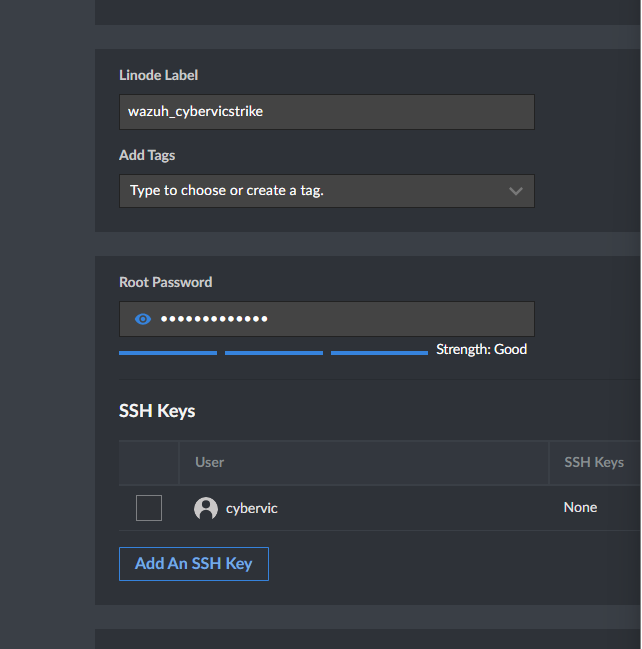 Linode Label
wazuh_cybervicstrike
Add Tags
Type to choose or create a tag.
Root Password
•••••••••••••
Strength: Good
SSH Keys
User SSH Keys
cybervic None
Add An SSH Key